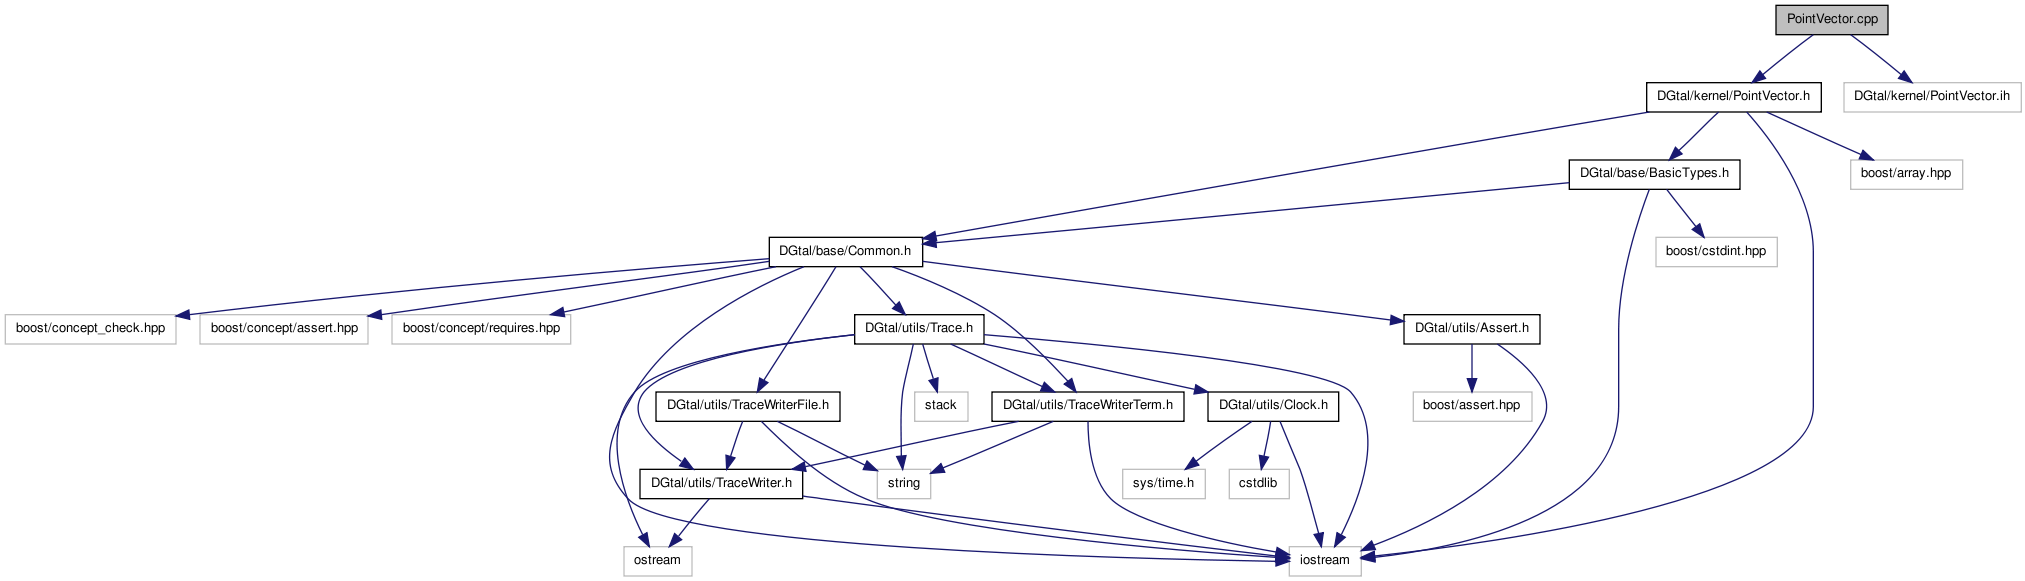 PointVector.cpp
DGtal/kernel/PointVector.h
DGtal/kernel/PointVector.ih
DGtal/base/BasicTypes.h
boost/array.hpp
DGtal/base/Common.h
boost/cstdint.hpp
boost/concept_check.hpp
boost/concept/assert.hpp
boost/concept/requires.hpp
DGtal/utils/Trace.h
DGtal/utils/Assert.h
DGtal/utils/TraceWriterFile.h
stack
DGtal/utils/TraceWriterTerm.h
DGtal/utils/Clock.h
boost/assert.hpp
DGtal/utils/TraceWriter.h
string
sys/time.h
cstdlib
ostream
iostream